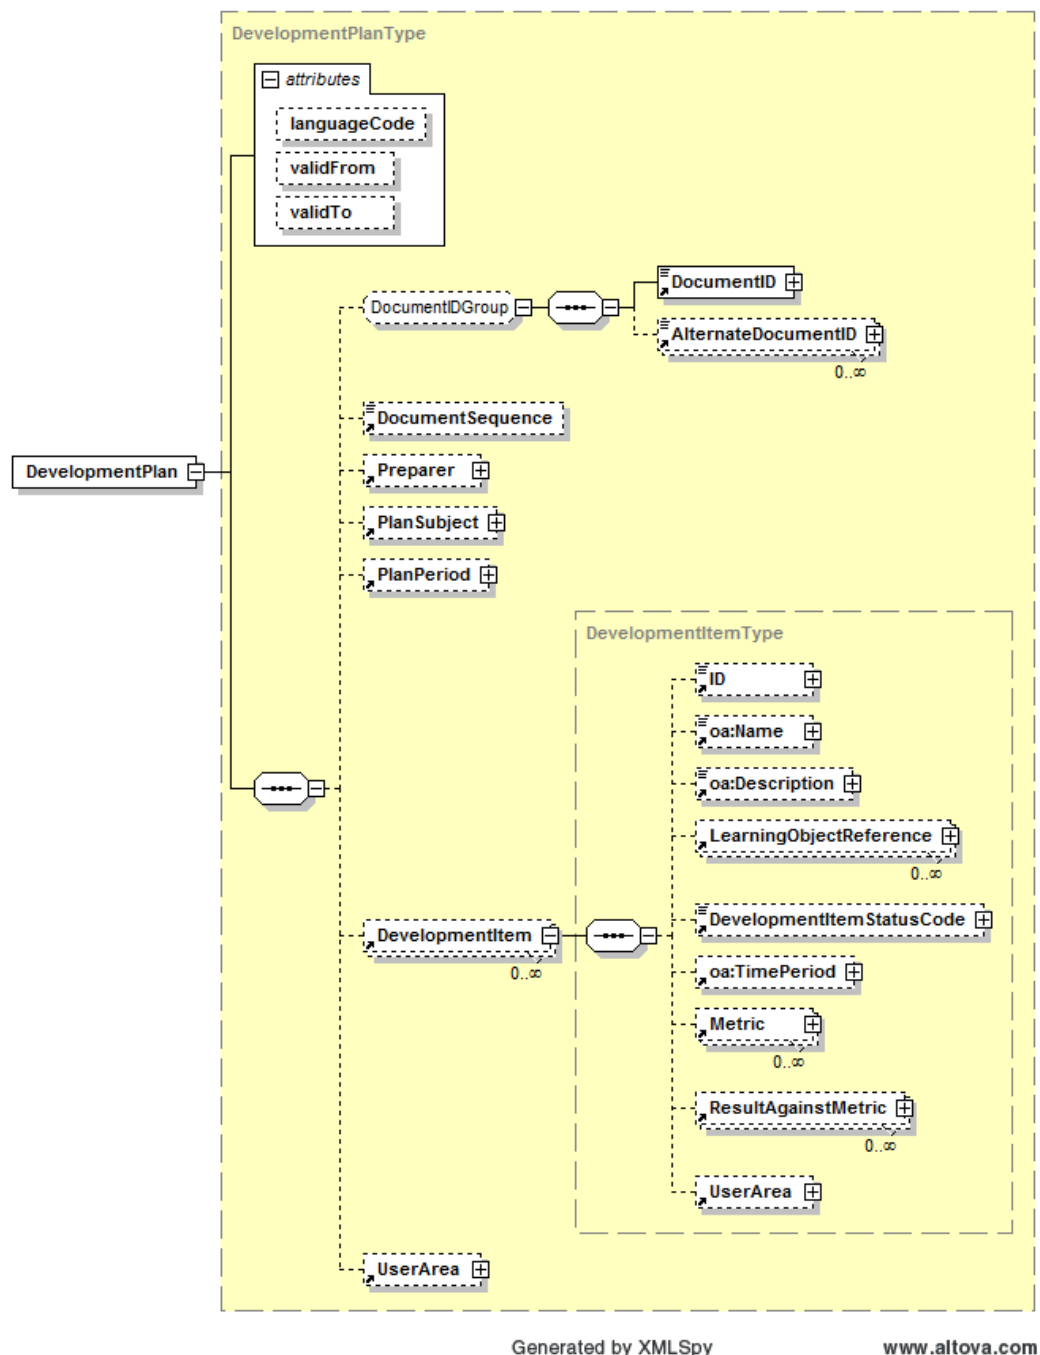 DevelopmentPlanType
attributes
languageCode
validFrom
validTo
DocumentIDGroup
DocumentID
AlternateDocumentID
0..∞
DocumentSequence
DevelopmentPlan
Preparer
PlanSubject
PlanPeriod
DevelopmentItemType
ID
oa:Name
oa:Description
LearningObjectReference
0..∞
DevelopmentItem
0..∞
DevelopmentItemStatusCode
oa:TimePeriod
Metric
0..∞
ResultAgainstMetric
0..∞
UserArea
UserArea
Generated by XMLSpy www.altova.com